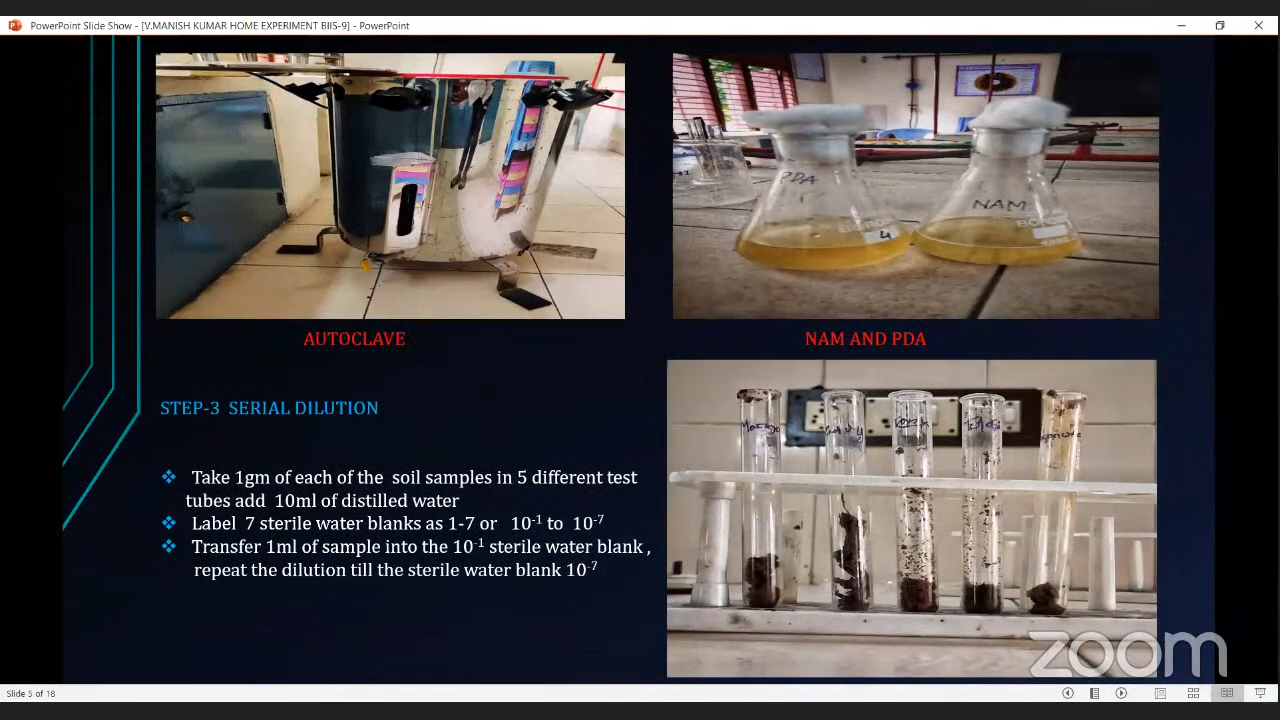 PowerPoint Slide Show - [V.MANISH KUMAR HOME EXPERIMENT BIIS-9] - PowerPoint
PDA
4
NAM
AUTOCLAVE
NAM AND PDA
STEP-3 SERIAL DILUTION
❖ Take 1gm of each of the soil samples in 5 different test
tubes add 10ml of distilled water
❖ Label 7 sterile water blanks as 1-7 or 10⁻¹ to 10⁻⁷
❖ Transfer 1ml of sample into the 10⁻¹ sterile water blank ,
repeat the dilution till the sterile water blank 10⁻⁷
zoom
Slide 5 of 18